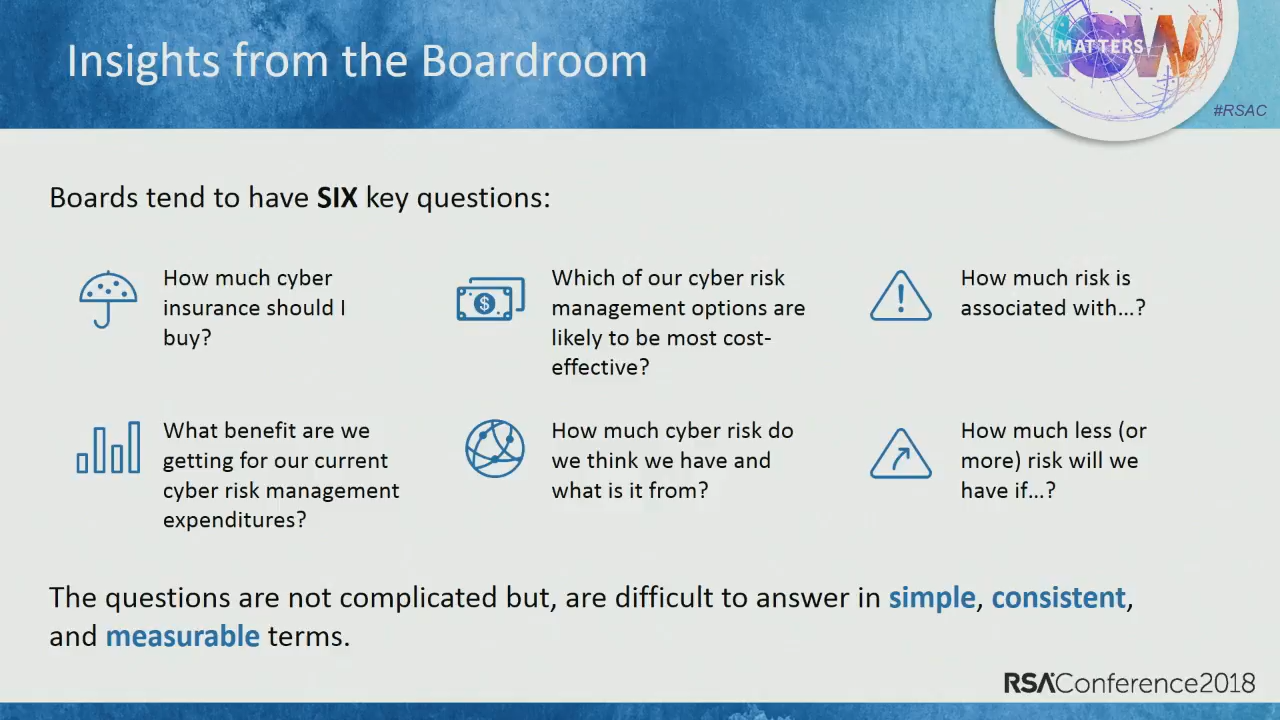 Insights from the Boardroom
NOW
MATTERS
#RSAC
Boards tend to have SIX key questions:
How much cyber
insurance should I
buy?
$
Which of our cyber risk
management options are
likely to be most cost-
effective?
!
How much risk is
associated with...?
What benefit are we
getting for our current
cyber risk management
expenditures?
How much cyber risk do
we think we have and
what is it from?
How much less (or
more) risk will we
have if...?
The questions are not complicated but, are difficult to answer in simple, consistent,
and measurable terms.
RSAConference2018